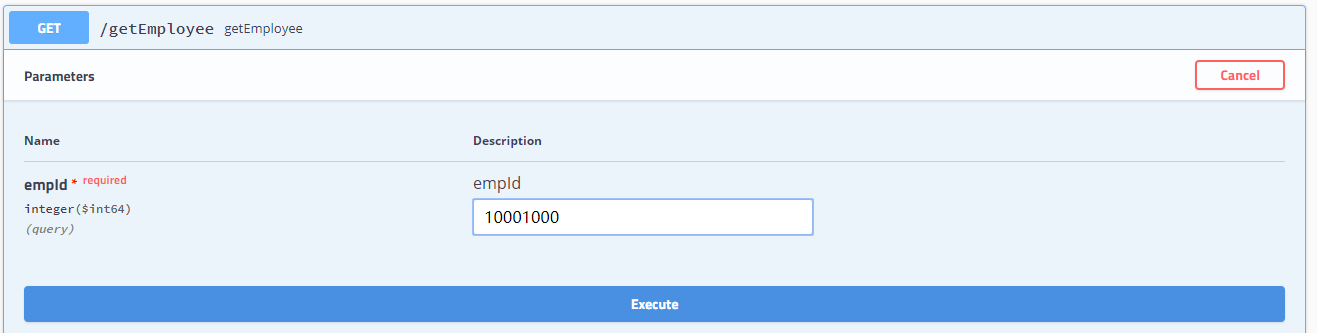 GET /getEmployee getEmployee
Parameters Cancel
Name Description
empId * required empId
integer($int64) 10001000
(query)
Execute